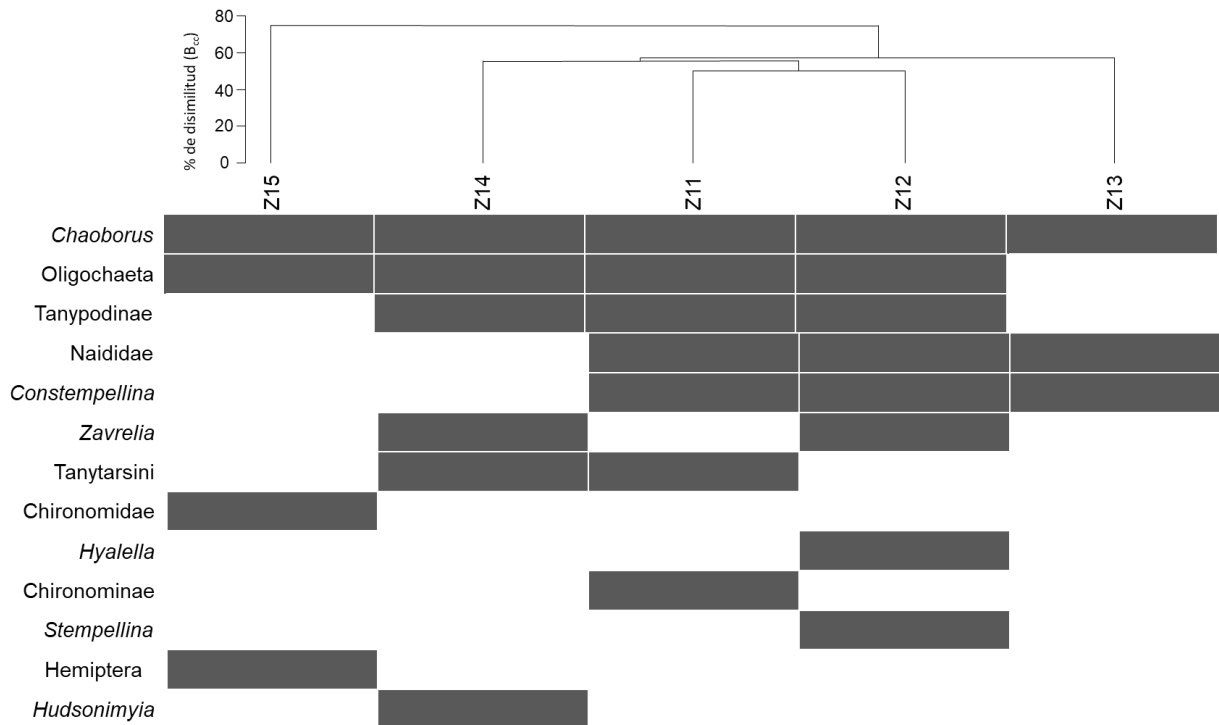 80
60
40
20
0
% de disimilitud (Bcc)
Z15
Z14
Z11
Z12
Z13
Chaoborus
Oligochaeta
Tanypodinae
Naididae
Constempellina
Zavrelia
Tanytarsini
Chironomidae
Hyalella
Chironominae
Stempellina
Hemiptera
Hudsonimyia